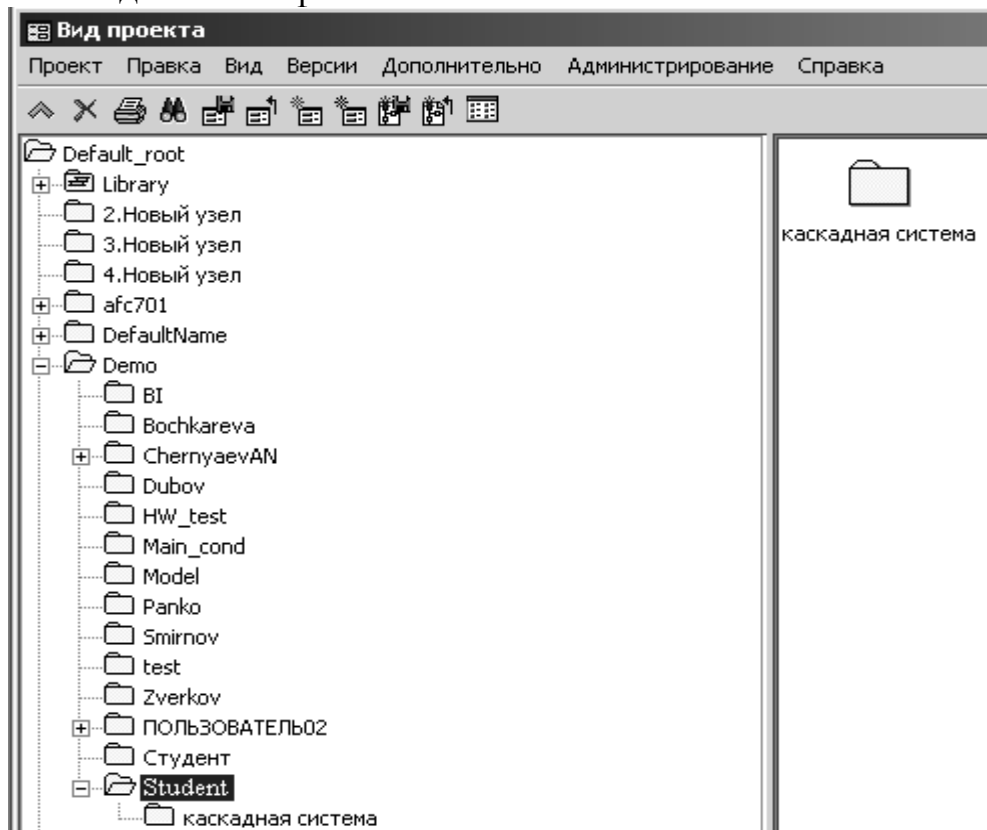 Вид проекта
Проект Правка Вид Версии Дополнительно Администрирование Справка
Default_root
Library
2.Новый узел
3.Новый узел
4.Новый узел
afc701
DefaultName
Demo
BI
Bochkareva
ChernyaevAN
Dubov
HW_test
Main_cond
Model
Panko
Smirnov
test
Zverkov
ПОЛЬЗОВАТЕЛЬ02
Студент
Student
каскадная система
каскадная система